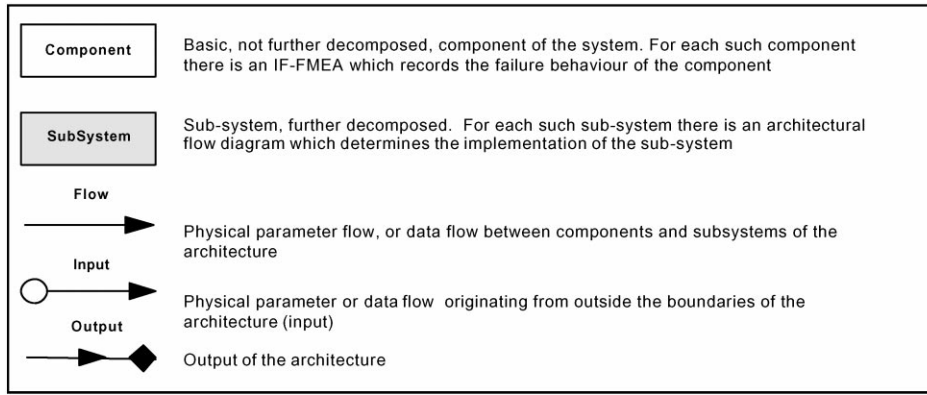 Component
Basic, not further decomposed, component of the system. For each such component
there is an IF-FMEA which records the failure behaviour of the component
SubSystem
Sub-system, further decomposed. For each such sub-system there is an architectural
flow diagram which determines the implementation of the sub-system
Flow
Physical parameter flow, or data flow between components and subsystems of the
architecture
Input
Physical parameter or data flow originating from outside the boundaries of the
architecture (input)
Output
Output of the architecture